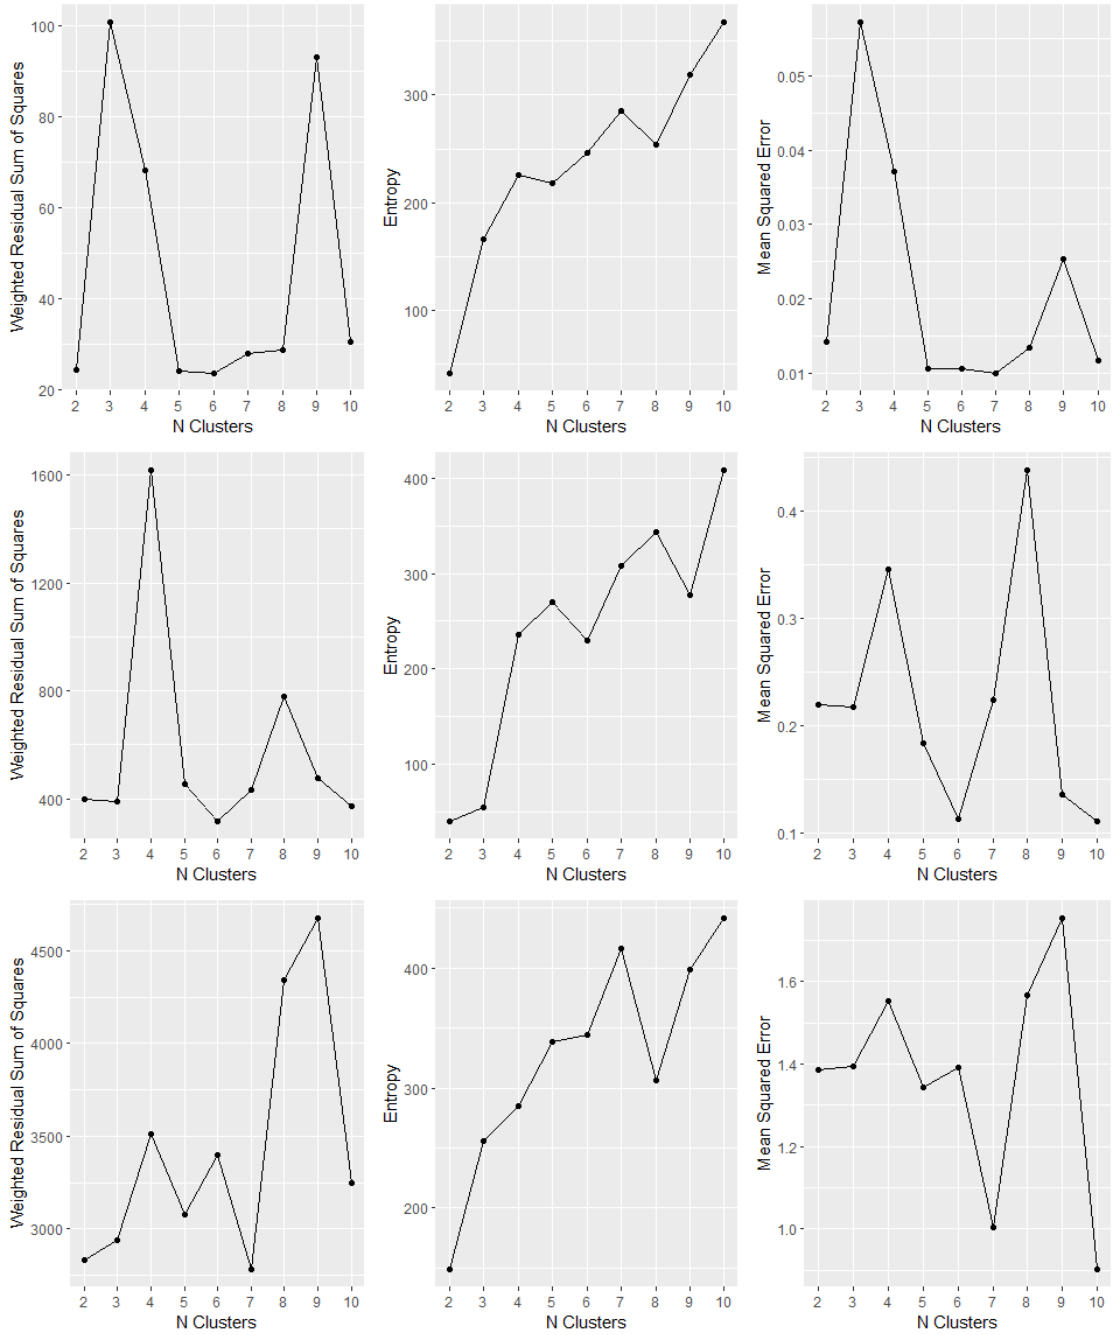 Weighted Residual Sum of Squares
100
80
60
40
20
2 3 4 5 6 7 8 9 10
N Clusters
Entropy
300
200
100
2 3 4 5 6 7 8 9 10
N Clusters
Mean Squared Error
0.05
0.04
0.03
0.02
0.01
2 3 4 5 6 7 8 9 10
N Clusters
Weighted Residual Sum of Squares
1600
1200
800
400
2 3 4 5 6 7 8 9 10
N Clusters
Entropy
400
300
200
100
2 3 4 5 6 7 8 9 10
N Clusters
Mean Squared Error
0.4
0.3
0.2
0.1
2 3 4 5 6 7 8 9 10
N Clusters
Weighted Residual Sum of Squares
4500
4000
3500
3000
2 3 4 5 6 7 8 9 10
N Clusters
Entropy
400
300
200
2 3 4 5 6 7 8 9 10
N Clusters
Mean Squared Error
1.6
1.4
1.2
1.0
2 3 4 5 6 7 8 9 10
N Clusters